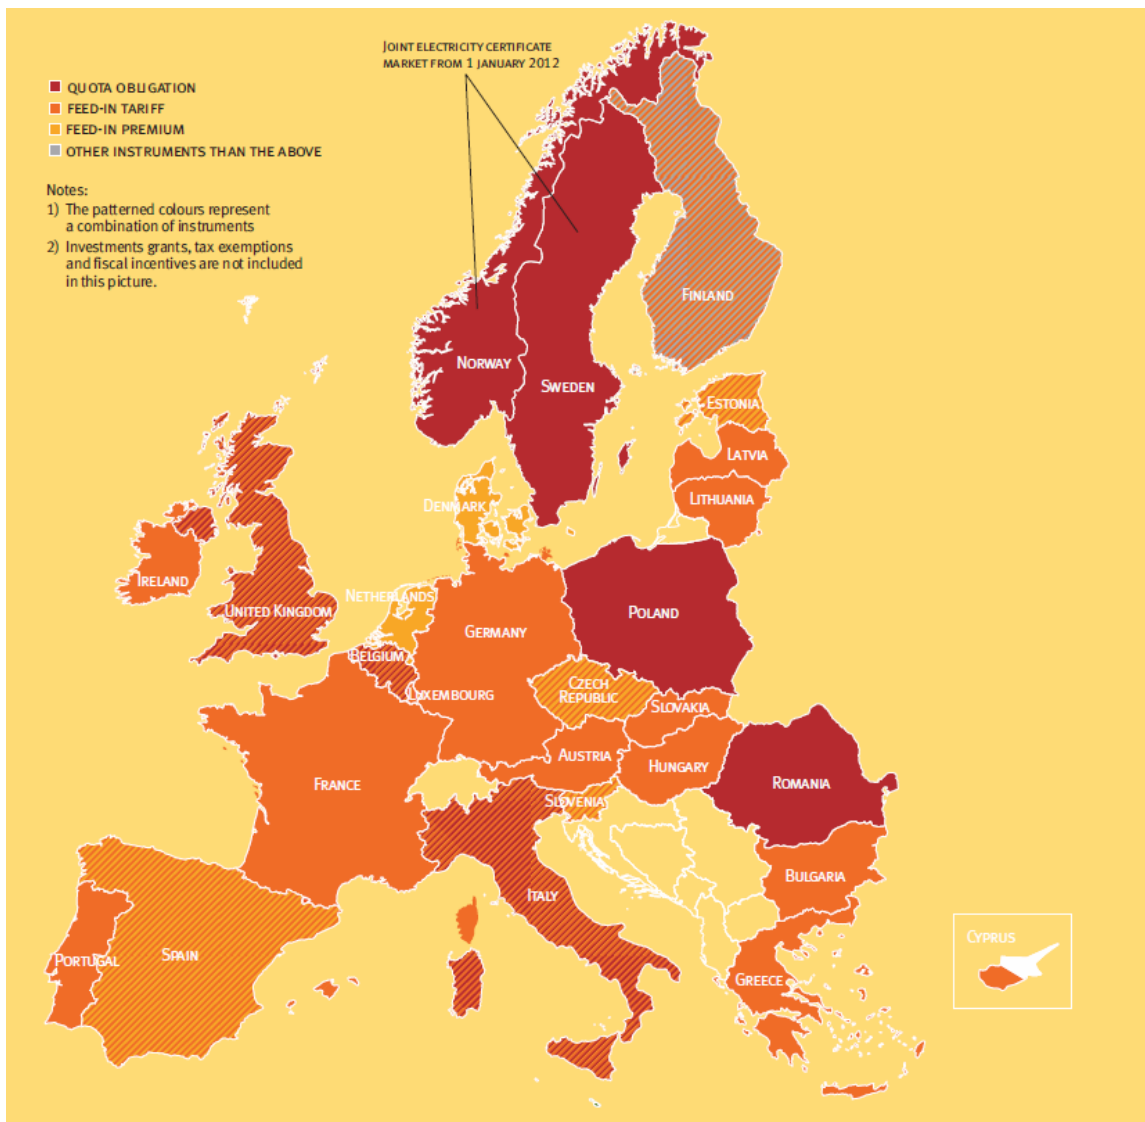 JOINT ELECTRICITY CERTIFICATE
MARKET FROM 1 JANUARY 2012
QUOTA OBLIGATION
FEED-IN TARIFF
FEED-IN PREMIUM
OTHER INSTRUMENTS THAN THE ABOVE
Notes:
1) The patterned colours represent
a combination of instruments
2) Investments grants, tax exemptions
and fiscal incentives are not included
in this picture.
FINLAND
NORWAY
SWEDEN
ESTONIA
LATVIA
LITHUANIA
DENMARK
IRELAND
NETHERLANDS
UNITED KINGDOM
POLAND
GERMANY
BELGIUM
CZECH
REPUBLIC
LUXEMBOURG
SLOVAKIA
AUSTRIA
HUNGARY
FRANCE
ROMANIA
SLOVENIA
BULGARIA
ITALY
CYPRUS
SPAIN
PORTUGAL
GREECE